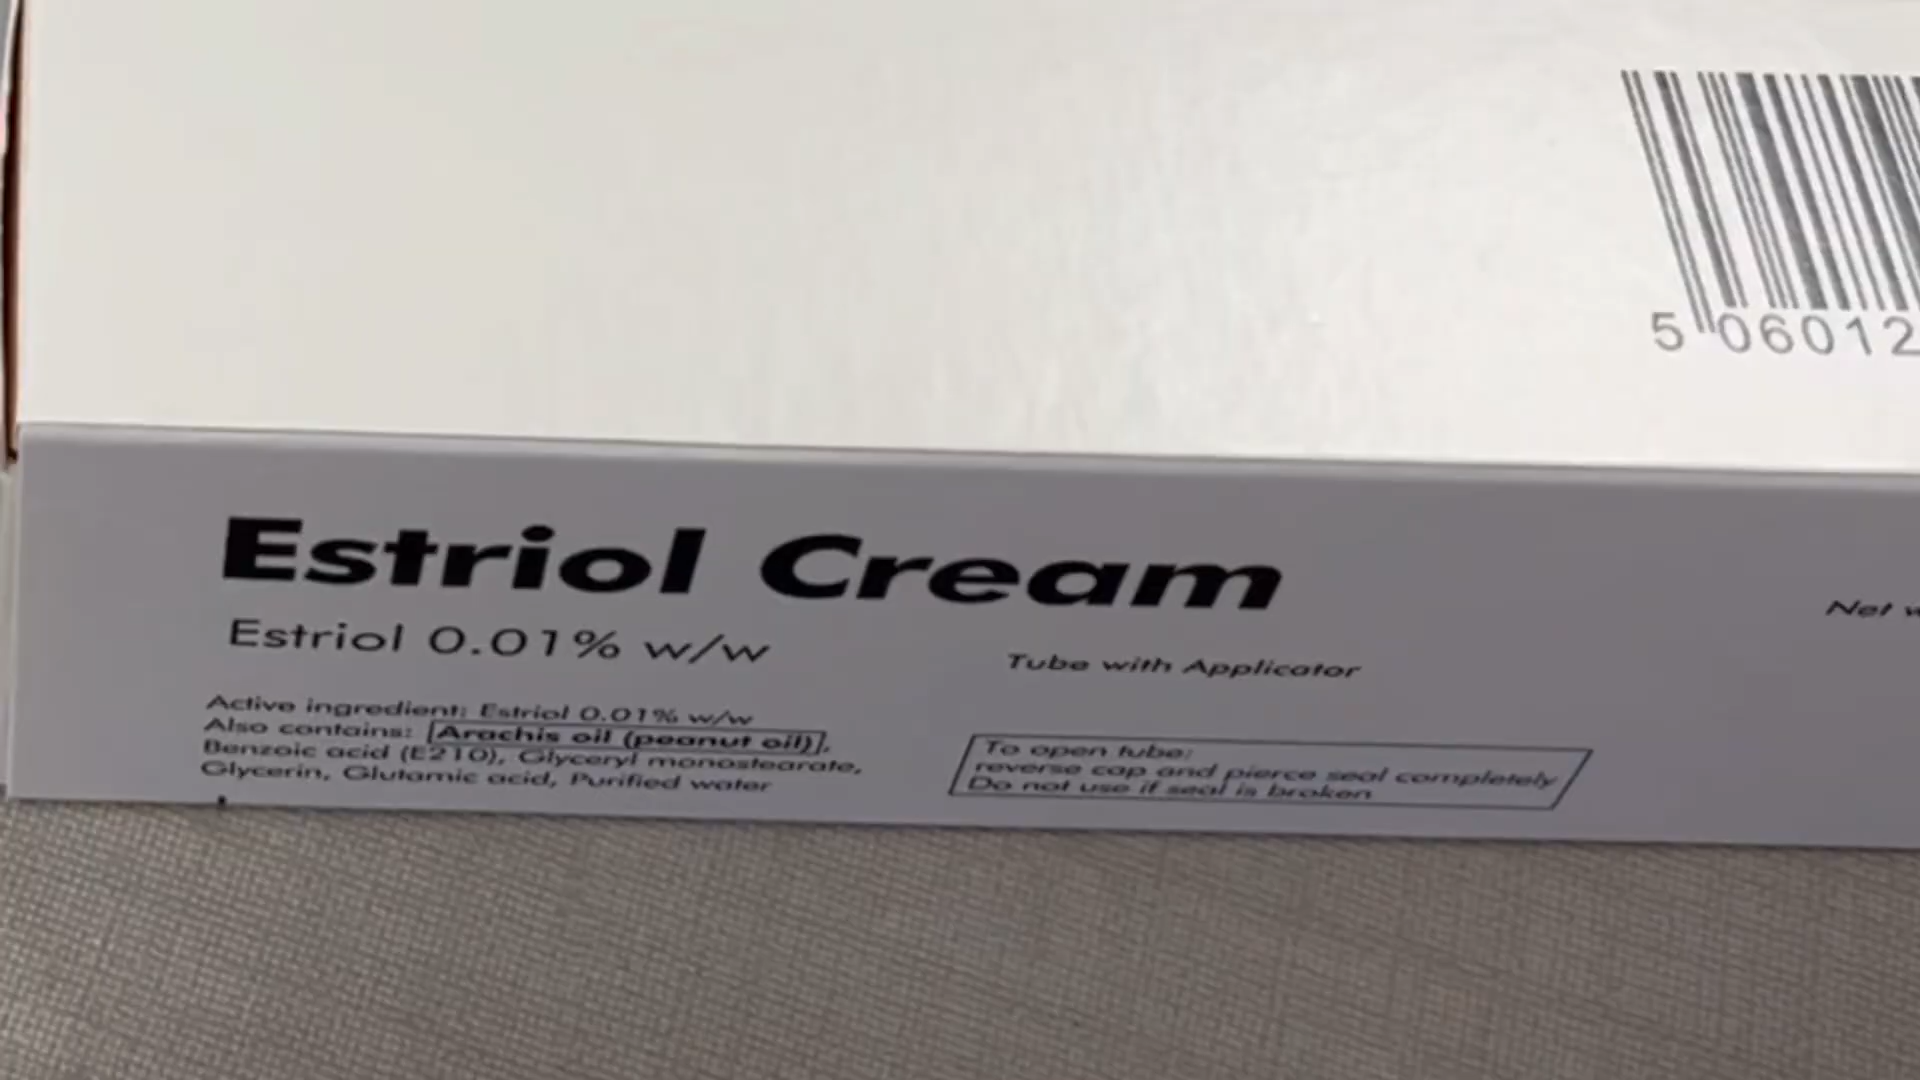 5 06012
Estriol Cream
Estriol 0.01% w/w
Net
Tube with Applicator
Active ingredient: Estriol 0.01% w/w
Also contains: Arachis oil (peanut oil),
Benzoic acid (E210), Glyceryl monostearate,
Glycerin, Glutamic acid, Purified water
To open tube:
reverse cap and pierce seal completely
Do not use if seal is broken